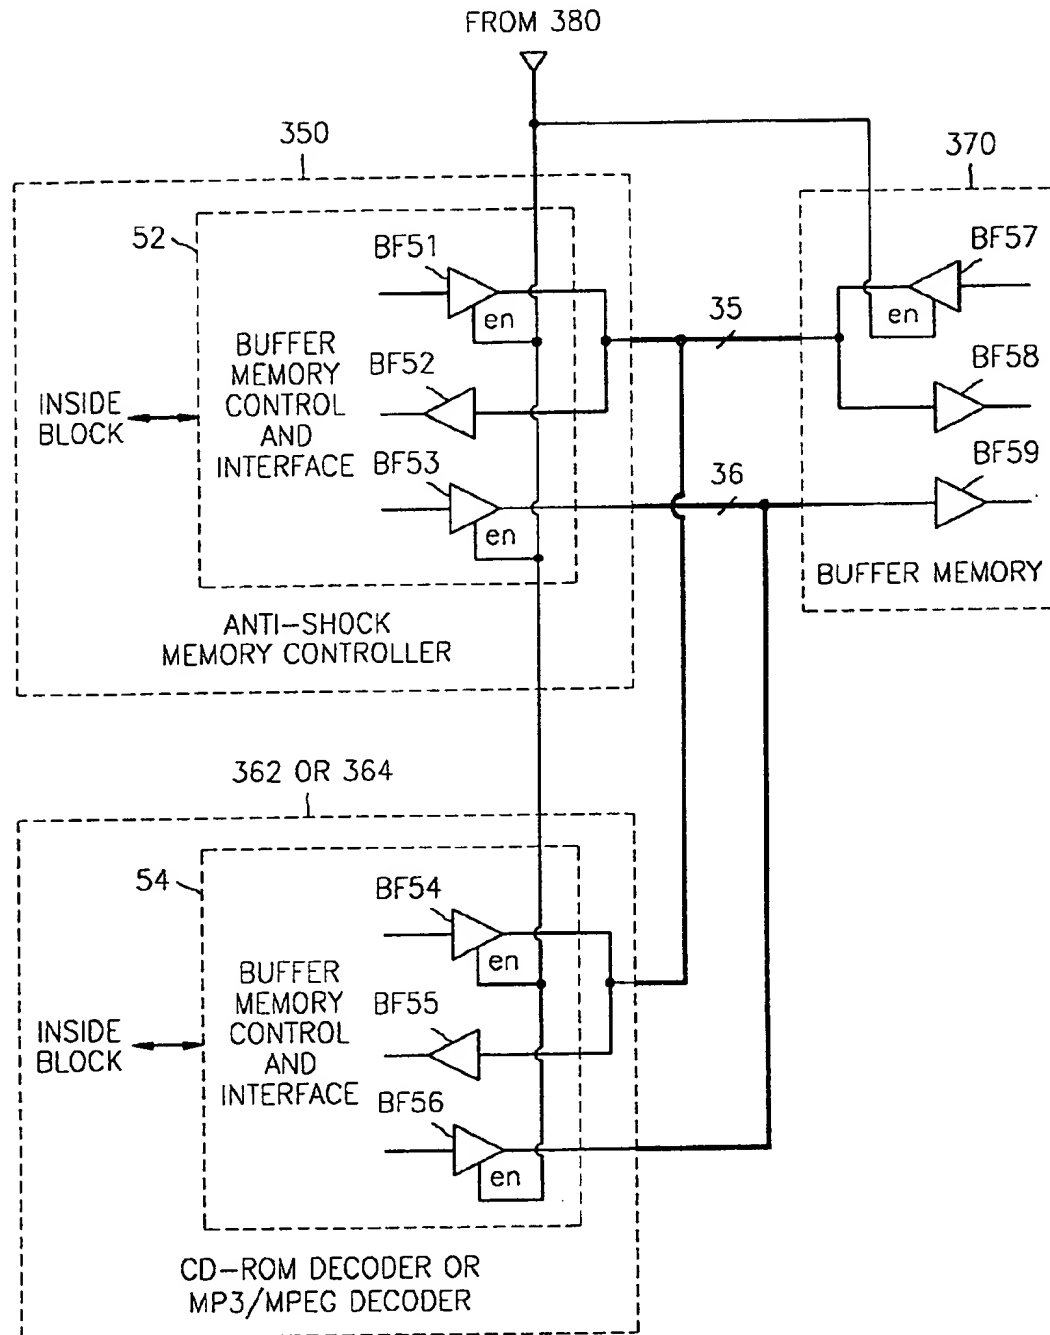 FROM 380
350
370
52
BF51
en
BUFFER
MEMORY
CONTROL
AND
INTERFACE
BF52
BF53
en
INSIDE
BLOCK
ANTI-SHOCK
MEMORY CONTROLLER
35
36
BF57
en
BF58
BF59
BUFFER MEMORY
362 OR 364
54
BF54
en
BUFFER
MEMORY
CONTROL
AND
INTERFACE
BF55
BF56
en
INSIDE
BLOCK
CD-ROM DECODER OR
MP3/MPEG DECODER